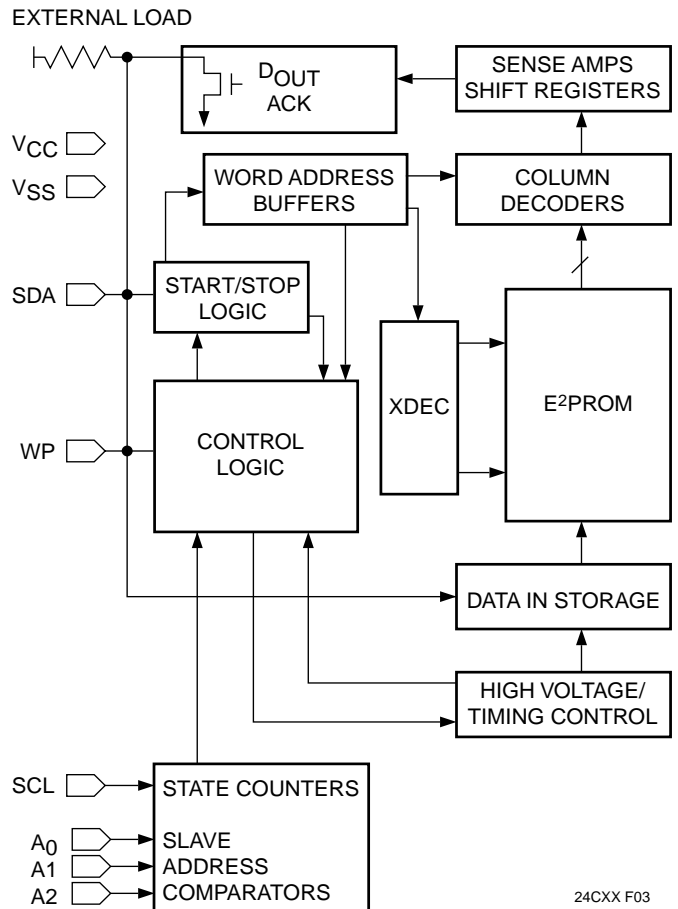 EXTERNAL LOAD
DOUT
ACK
SENSE AMPS
SHIFT REGISTERS
VCC
VSS
WORD ADDRESS
BUFFERS
COLUMN
DECODERS
SDA
START/STOP
LOGIC
XDEC
E²PROM
WP
CONTROL
LOGIC
DATA IN STORAGE
HIGH VOLTAGE/
TIMING CONTROL
SCL
STATE COUNTERS
A0
SLAVE
A1
ADDRESS
A2
COMPARATORS
24CXX F03